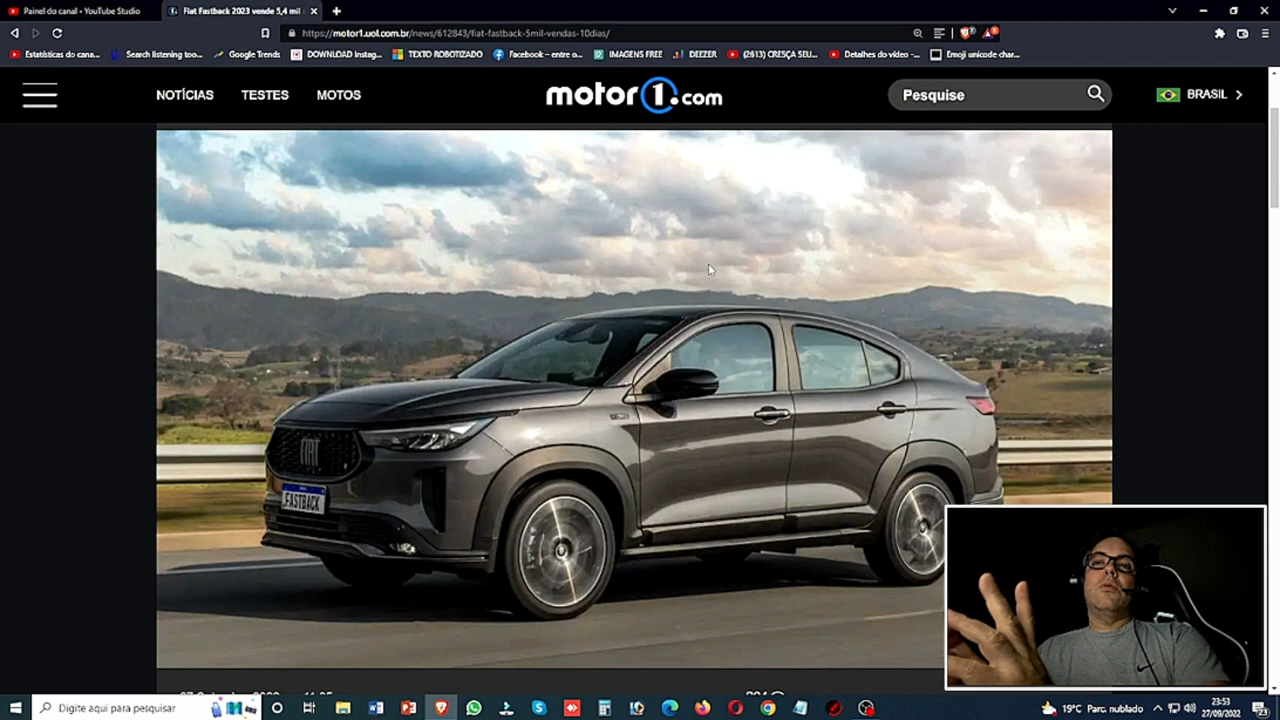 Painel do canal - YouTube Studio
Fiat Fastback 2023 vende 5,4 mil
https://motor1.uol.com.br/news/612843/fiat-fastback-5mil-vendas-10dias/
Estatísticas do cana...
Search listening too...
Google Trends
DOWNLOAD Instag...
TEXTO ROBOTIZADO
Facebook – entre o...
IMAGENS FREE
DEEZER
(2613) CRESÇA SEU...
Detalhes do vídeo -...
Emoji unicode char...
NOTÍCIAS
TESTES
MOTOS
motor1.com
Pesquise
BRASIL
FIAT
FASTBACK
Digite aqui para pesquisar
19°C Parc. nublado
23:53
27/09/2022